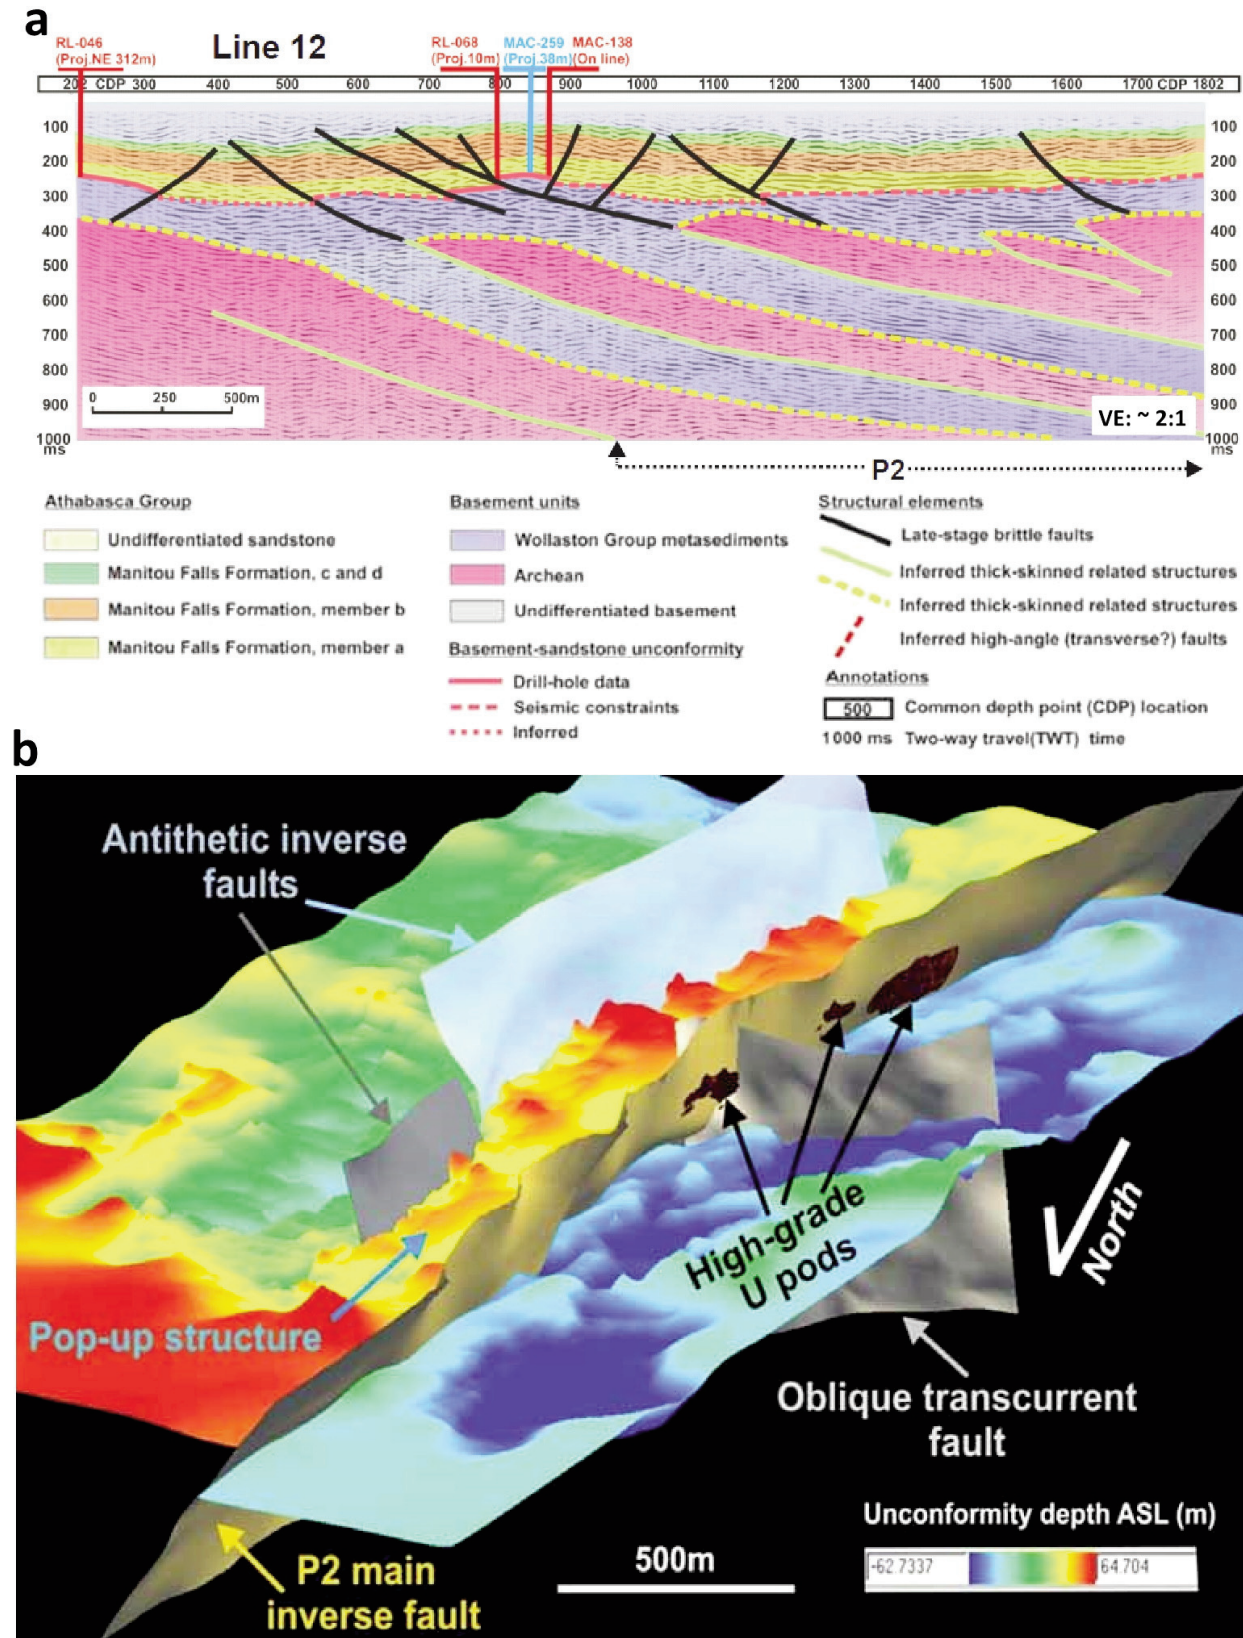 a
Line 12
RL-046
(Proj.NE 312m)
RL-068
(Proj.10m)
MAC-259
(Proj.38m)
MAC-138
(On line)
202 CDP 300 400 500 600 700 800 900 1000 1100 1200 1300 1400 1500 1600 1700 CDP 1802
100 100
200 200
300 300
400 400
500 500
600 600
700 700
800 800
900 900
1000 1000
ms ms
0 250 500m
VE: ~ 2:1
P2
Athabasca Group
Undifferentiated sandstone
Manitou Falls Formation, c and d
Manitou Falls Formation, member b
Manitou Falls Formation, member a
Basement units
Wollaston Group metasediments
Archean
Undifferentiated basement
Basement-sandstone unconformity
Drill-hole data
Seismic constraints
Inferred
Structural elements
Late-stage brittle faults
Inferred thick-skinned related structures
Inferred thick-skinned related structures
Inferred high-angle (transverse?) faults
Annotations
500 Common depth point (CDP) location
1000 ms Two-way travel(TWT) time
b
Antithetic inverse
faults
High-grade
U pods
North
Pop-up structure
Oblique transcurrent
fault
P2 main
inverse fault
500m
Unconformity depth ASL (m)
-62.7337 64.704